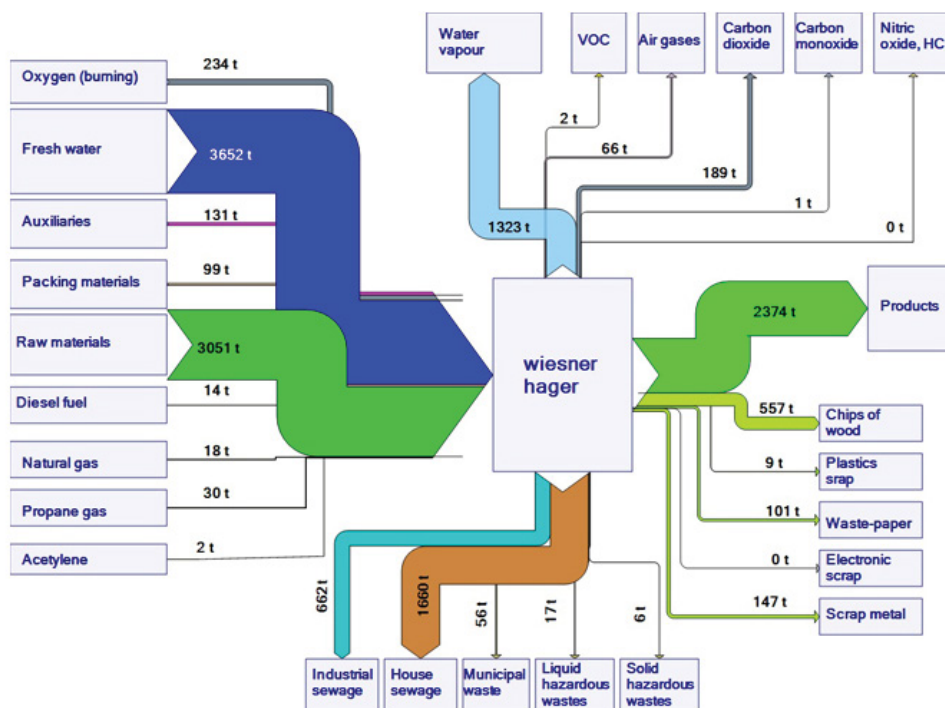 Water
vapour
VOC
Air gases
Carbon
dioxide
Carbon
monoxide
Nitric
oxide, HC
Oxygen (burning)
234 t
Fresh water
3652 t
2 t
66 t
189 t
1 t
0 t
1323 t
Auxiliaries
131 t
Packing materials
99 t
Raw materials
3051 t
Diesel fuel
14 t
Natural gas
18 t
Propane gas
30 t
Acetylene
2 t
wiesner
hager
2374 t
Products
557 t
Chips of
wood
9 t
Plastics
srap
101 t
Waste-paper
0 t
Electronic
scrap
147 t
Scrap metal
662 t
1660 t
56 t
17 t
6 t
Industrial
sewage
House
sewage
Municipal
waste
Liquid
hazardous
wastes
Solid
hazardous
wastes